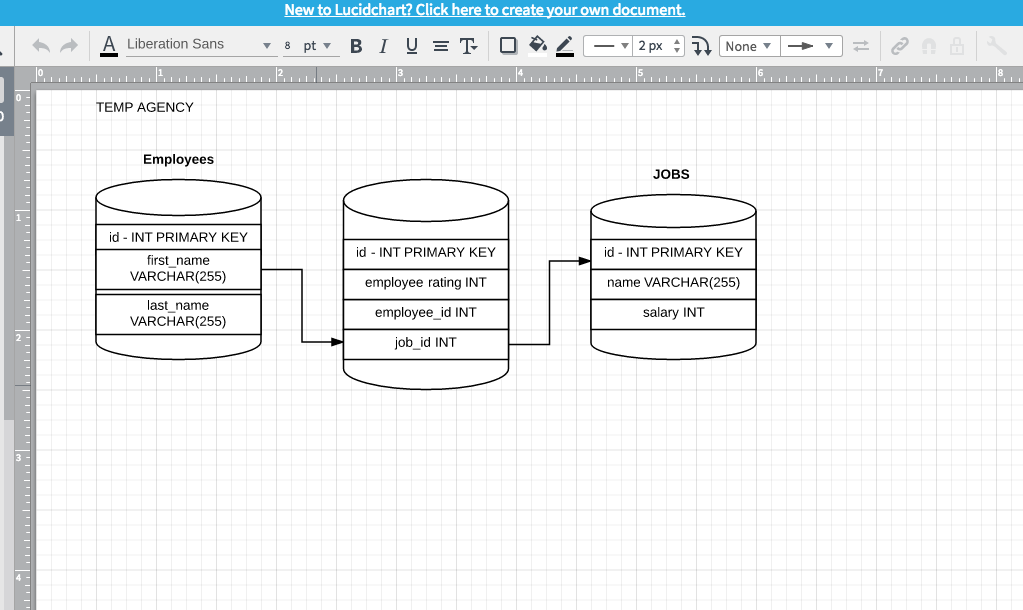 New to Lucidchart? Click here to create your own document.
Liberation Sans 8 pt B I U 2 px None
0 1 2 3 4 5 6 7 8
0
1
2
3
4
TEMP AGENCY
Employees
id - INT PRIMARY KEY
first_name
VARCHAR(255)
last_name
VARCHAR(255)
id - INT PRIMARY KEY
employee rating INT
employee_id INT
job_id INT
JOBS
id - INT PRIMARY KEY
name VARCHAR(255)
salary INT